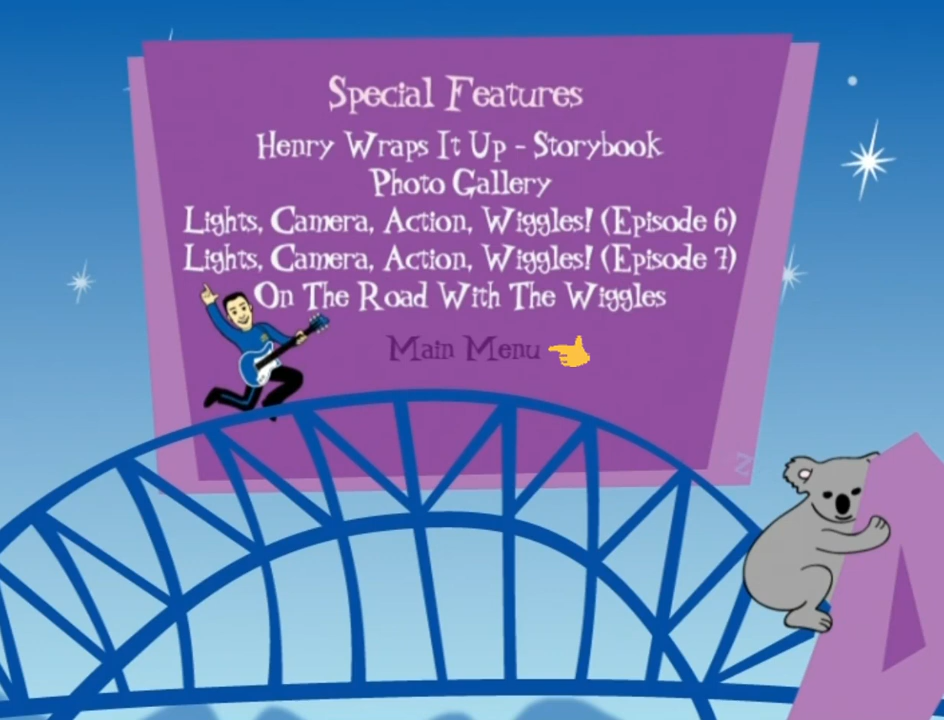 Special Features
Henry Wraps It Up - Storybook
Photo Gallery
Lights, Camera, Action, Wiggles! (Episode 6)
Lights, Camera, Action, Wiggles! (Episode 7)
On The Road With The Wiggles
Main Menu
Z